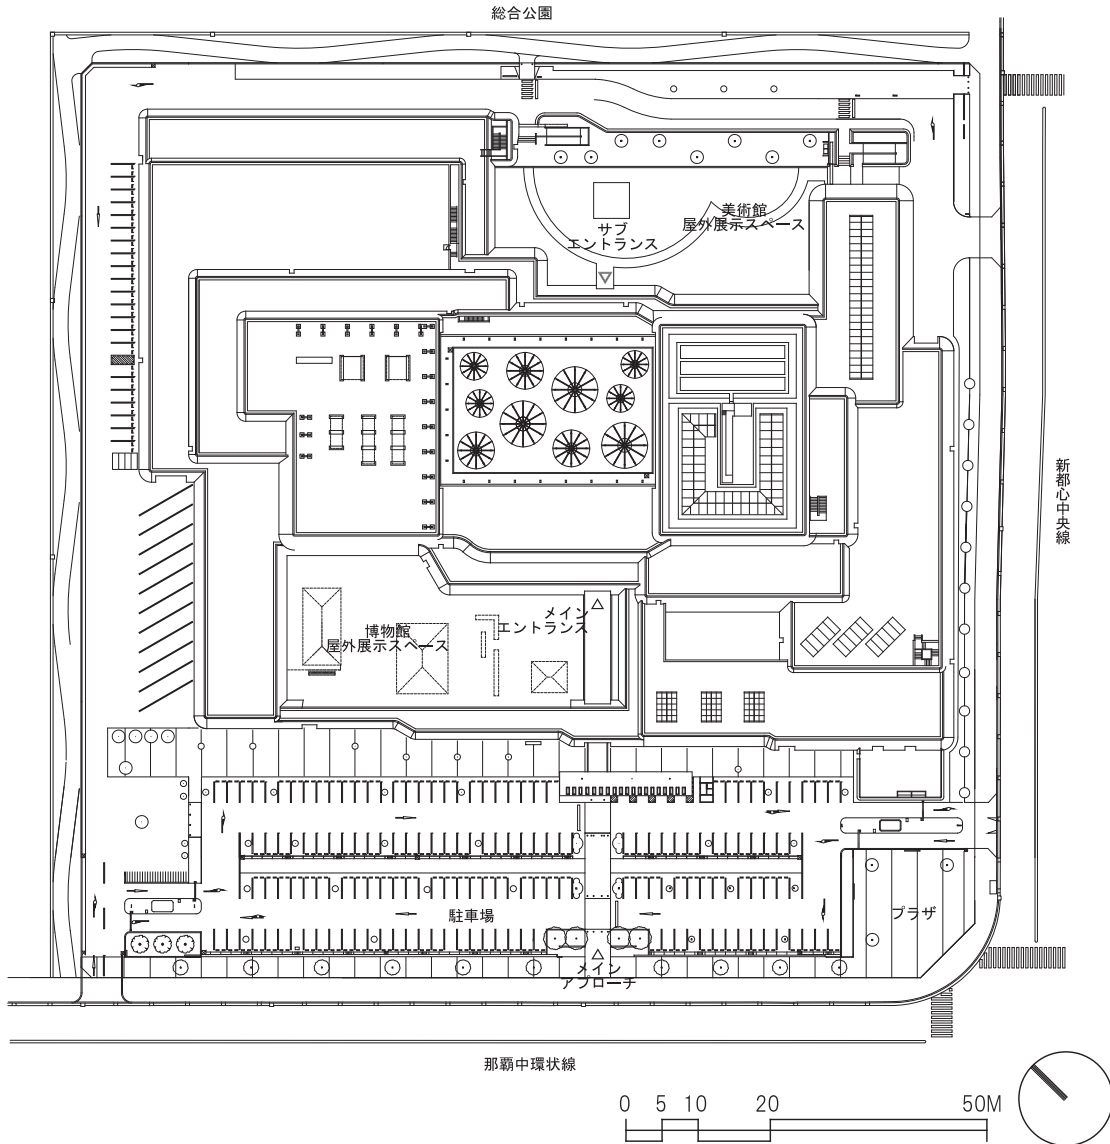 総合公園
サブ
エントランス
美術館
屋外展示スペース
新都心中央線
メイン
エントランス
博物館
屋外展示スペース
駐車場
プラザ
メイン
アプローチ
那覇中環状線
0 5 10 20 50M